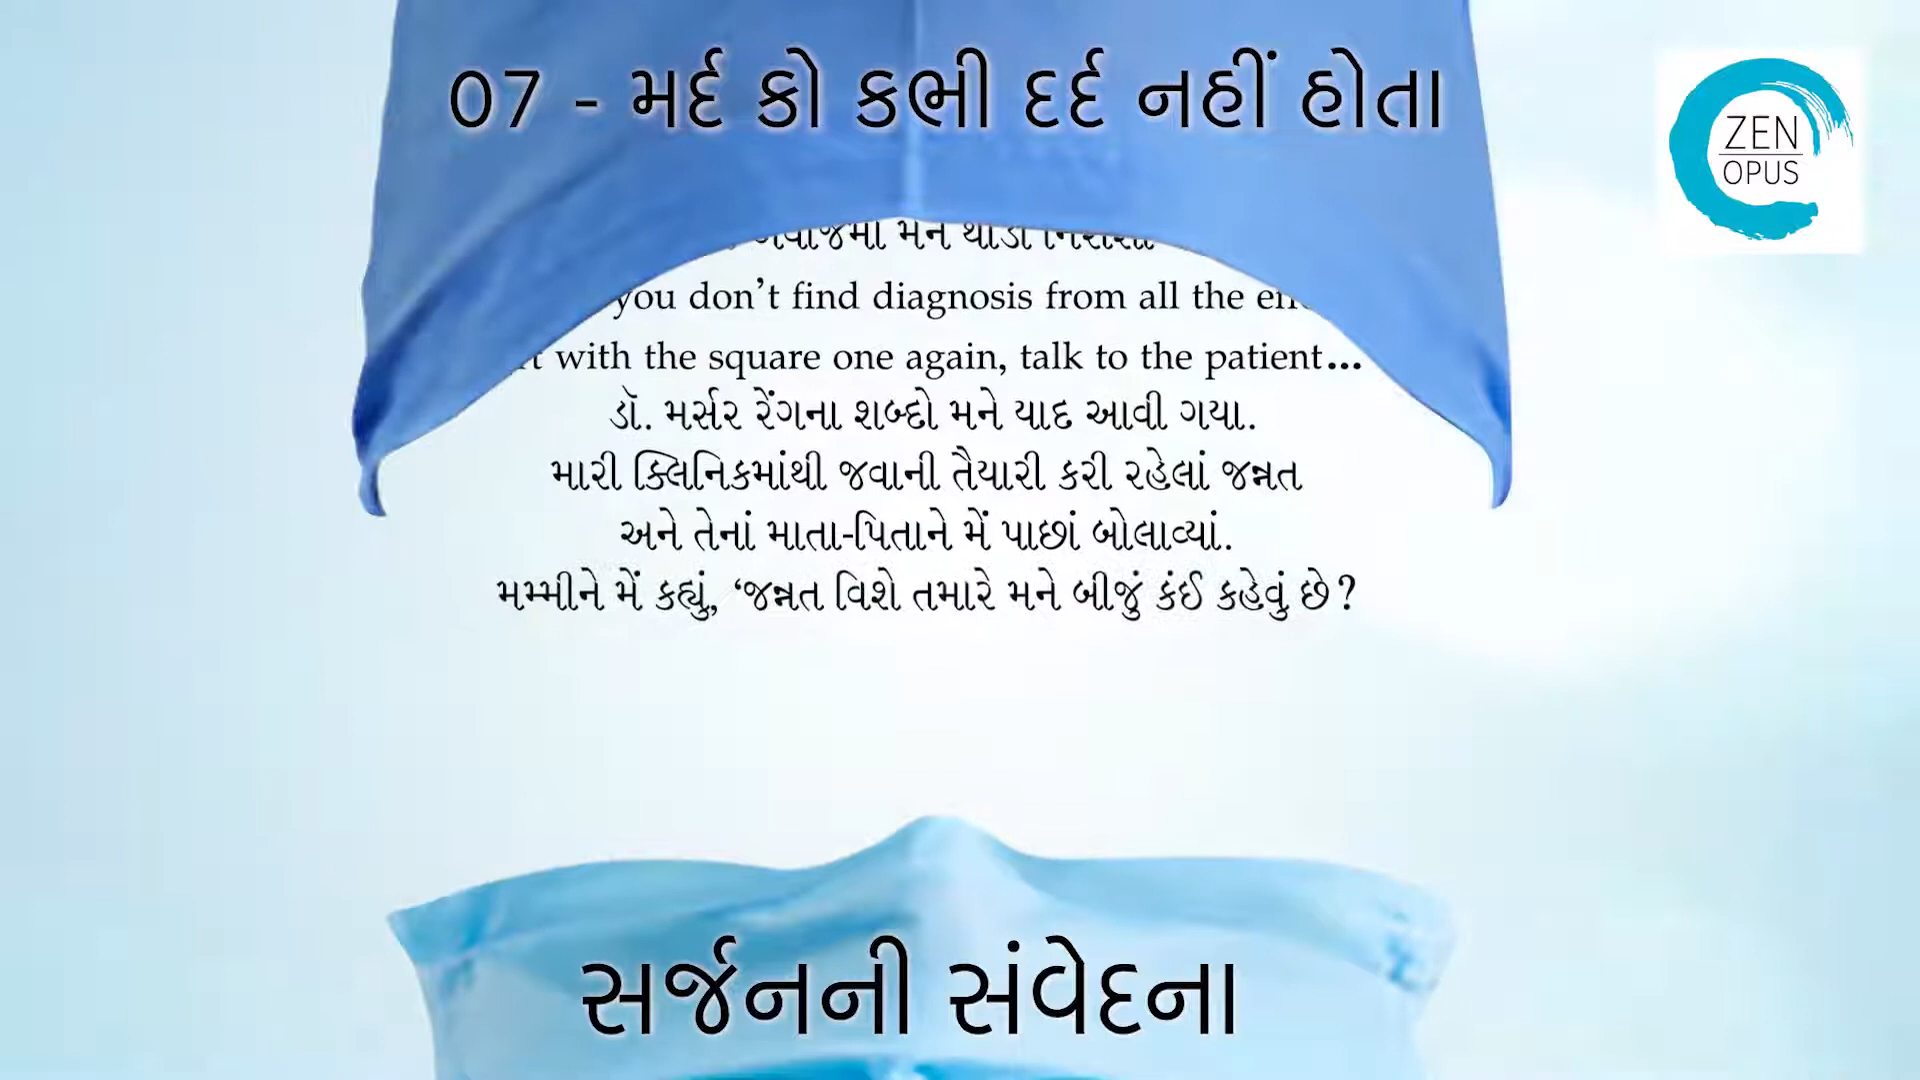 07 - મર્દ કો કભી દર્દ નહીં હોતા
ZEN
OPUS
મને થોડી
you don’t find diagnosis from all the
with the square one again, talk to the patient...
ડૉ. મર્સર રેંગના શબ્દો મને યાદ આવી ગયા.
મારી ક્લિનિકમાંથી જવાની તૈયારી કરી રહેલાં જન્નત
અને તેનાં માતા-પિતાને મેં પાછાં બોલાવ્યાં.
મમ્મીને મેં કહ્યું, ‘જન્નત વિશે તમારે મને બીજું કંઈ કહેવું છે?
સર્જનની સંવેદના